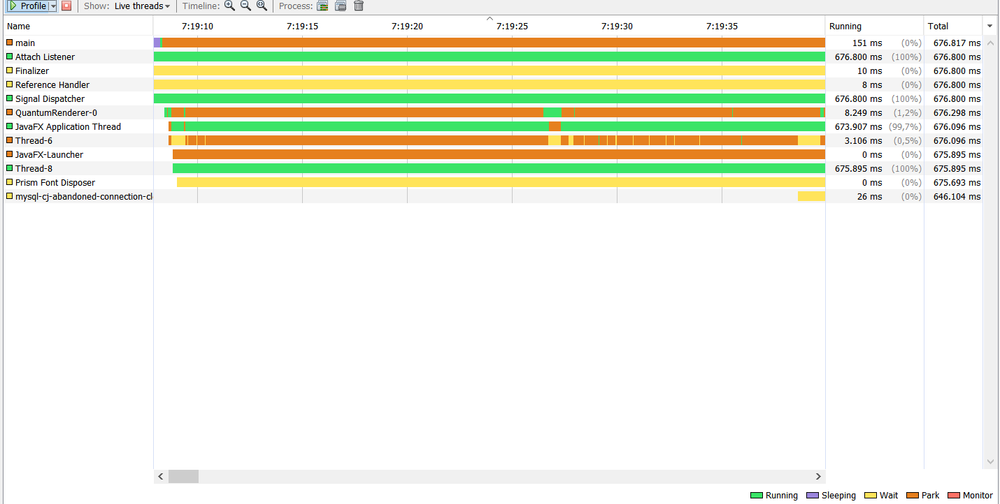 Profile Show: Live threads Timeline: Process:
Name 7:19:10 7:19:15 7:19:20 7:19:25 7:19:30 7:19:35 Running Total
main 151 ms (0%) 676.817 ms
Attach Listener 676.800 ms (100%) 676.800 ms
Finalizer 10 ms (0%) 676.800 ms
Reference Handler 8 ms (0%) 676.800 ms
Signal Dispatcher 676.800 ms (100%) 676.800 ms
QuantumRenderer-0 8.249 ms (1,2%) 676.298 ms
JavaFX Application Thread 673.907 ms (99,7%) 676.096 ms
Thread-6 3.106 ms (0,5%) 676.096 ms
JavaFX-Launcher 0 ms (0%) 675.895 ms
Thread-8 675.895 ms (100%) 675.895 ms
Prism Font Disposer 0 ms (0%) 675.693 ms
mysql-cj-abandoned-connection-cl 26 ms (0%) 646.104 ms
Running Sleeping Wait Park Monitor